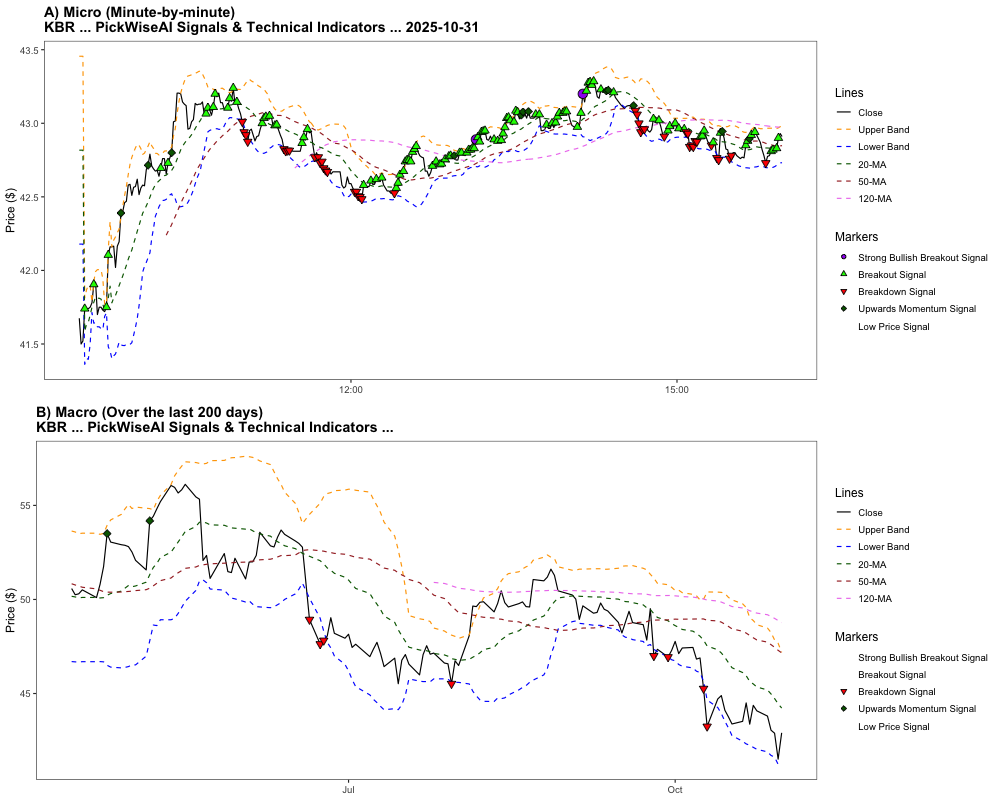 A) Micro (Minute-by-minute)
KBR ... PickWiseAI Signals & Technical Indicators ... 2025-10-31
43.5
43.0
42.5
42.0
41.5
Price ($)
12:00
15:00
Lines
Close
Upper Band
Lower Band
20-MA
50-MA
120-MA
Markers
Strong Bullish Breakout Signal
Breakout Signal
Breakdown Signal
Upwards Momentum Signal
Low Price Signal
B) Macro (Over the last 200 days)
KBR ... PickWiseAI Signals & Technical Indicators ...
55
50
45
Price ($)
Jul
Oct
Lines
Close
Upper Band
Lower Band
20-MA
50-MA
120-MA
Markers
Strong Bullish Breakout Signal
Breakout Signal
Breakdown Signal
Upwards Momentum Signal
Low Price Signal